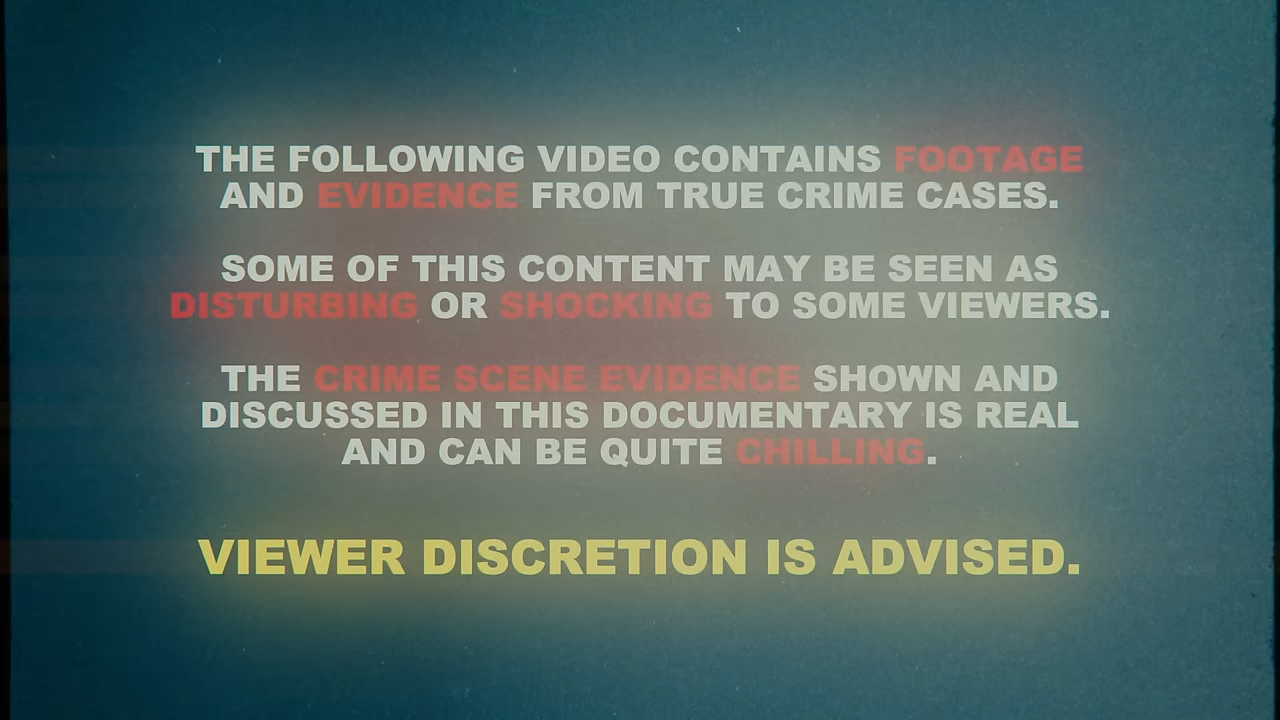 THE FOLLOWING VIDEO CONTAINS FOOTAGE
AND EVIDENCE FROM TRUE CRIME CASES.
SOME OF THIS CONTENT MAY BE SEEN AS
DISTURBING OR SHOCKING TO SOME VIEWERS.
THE CRIME SCENE EVIDENCE SHOWN AND
DISCUSSED IN THIS DOCUMENTARY IS REAL
AND CAN BE QUITE CHILLING.
VIEWER DISCRETION IS ADVISED.